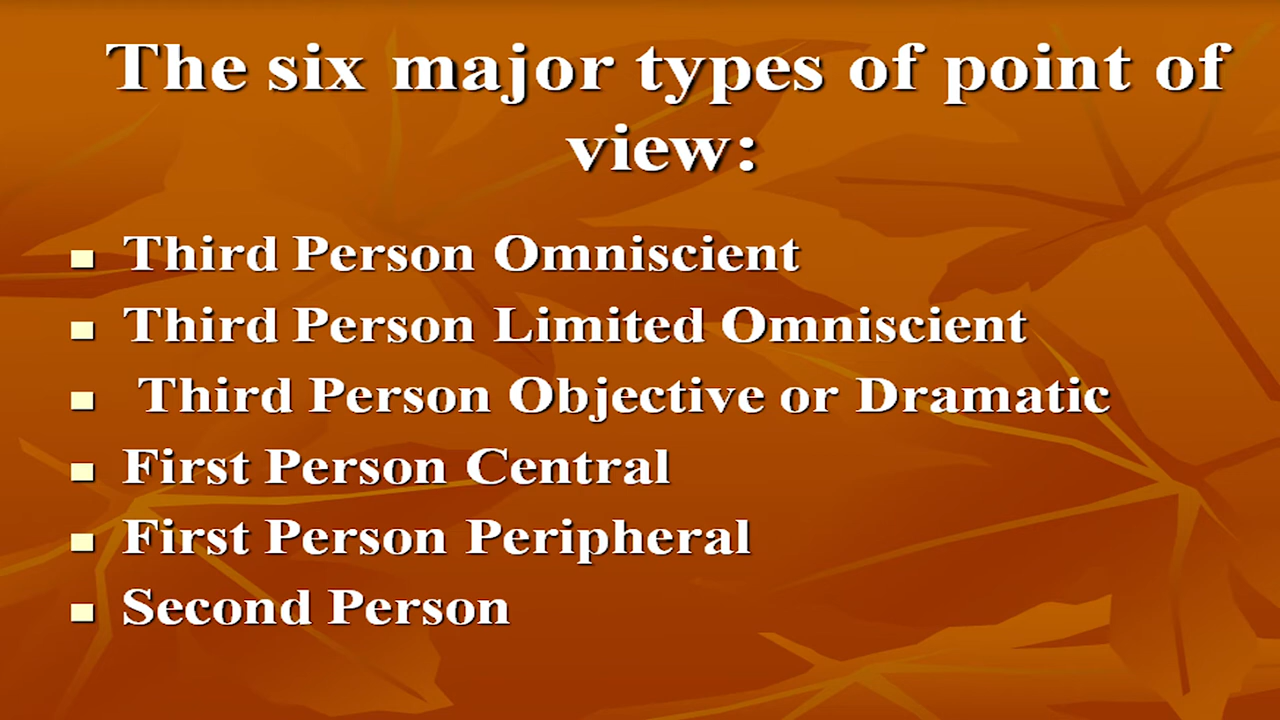 The six major types of point of
view:
Third Person Omniscient
Third Person Limited Omniscient
Third Person Objective or Dramatic
First Person Central
First Person Peripheral
Second Person